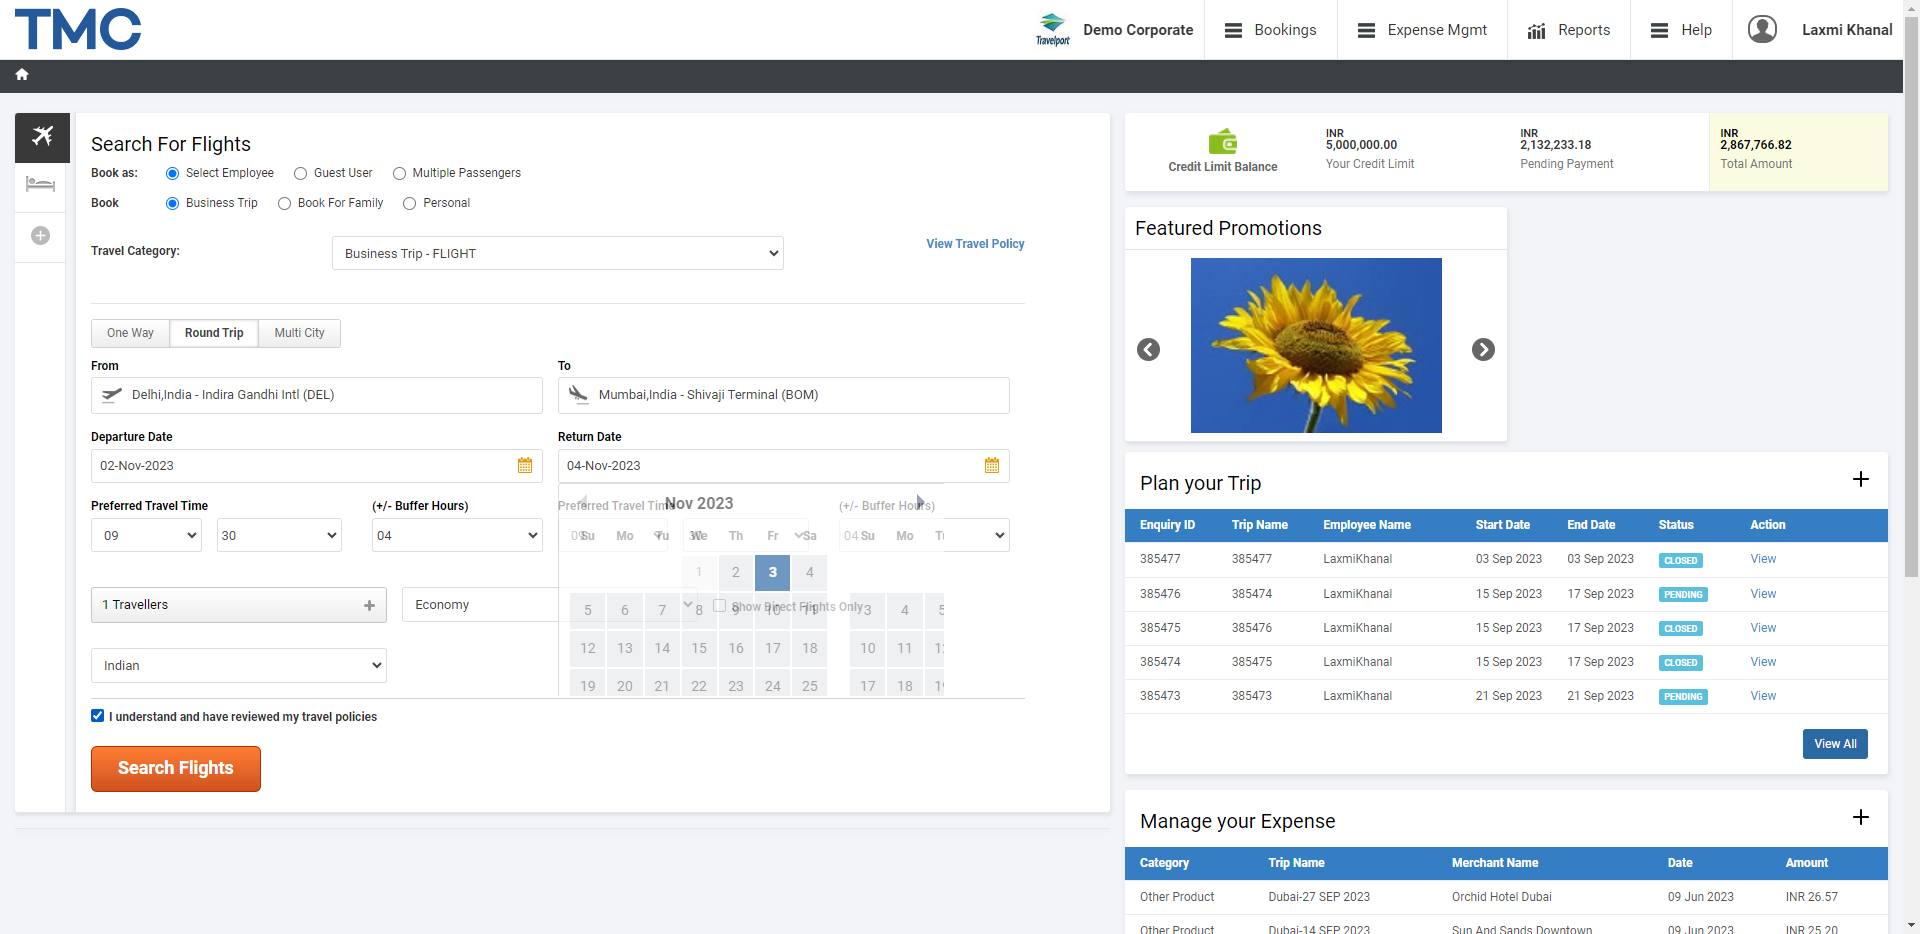 TMC
Travelport
Demo Corporate
Bookings
Expense Mgmt
Reports
Help
Laxmi Khanal
Search For Flights
Book as: Select Employee Guest User Multiple Passengers
Book Business Trip Book For Family Personal
Travel Category: Business Trip - FLIGHT View Travel Policy
One Way Round Trip Multi City
From To
Delhi,India - Indira Gandhi Intl (DEL) Mumbai,India - Shivaji Terminal (BOM)
Departure Date Return Date
02-Nov-2023 04-Nov-2023
Preferred Travel Time (+/- Buffer Hours) Preferred Travel Time (+/- Buffer Hours)
Nov 2023
09 30 04 09 30 04
Su Mo Tu We Th Fr Sa Su Mo
1 2 3 4
1 Travellers Economy Show Direct Flights Only
5 6 7 8 9 10 11 3 4 5
12 13 14 15 16 17 18 10 11
Indian
19 20 21 22 23 24 25 17 18
I understand and have reviewed my travel policies
Search Flights
Credit Limit Balance
INR
5,000,000.00
Your Credit Limit
INR
2,132,233.18
Pending Payment
INR
2,867,766.82
Total Amount
Featured Promotions
Plan your Trip
Enquiry ID Trip Name Employee Name Start Date End Date Status Action
385477 385477 LaxmiKhanal 03 Sep 2023 03 Sep 2023 CLOSED View
385476 385474 LaxmiKhanal 15 Sep 2023 17 Sep 2023 PENDING View
385475 385476 LaxmiKhanal 15 Sep 2023 17 Sep 2023 CLOSED View
385474 385475 LaxmiKhanal 15 Sep 2023 17 Sep 2023 CLOSED View
385473 385473 LaxmiKhanal 21 Sep 2023 21 Sep 2023 PENDING View
View All
Manage your Expense
Category Trip Name Merchant Name Date Amount
Other Product Dubai-27 SEP 2023 Orchid Hotel Dubai 09 Jun 2023 INR 26.57
Other Product Dubai-14 SEP 2023 Sun And Sands Downtown 09 Jun 2023 INR 25.20